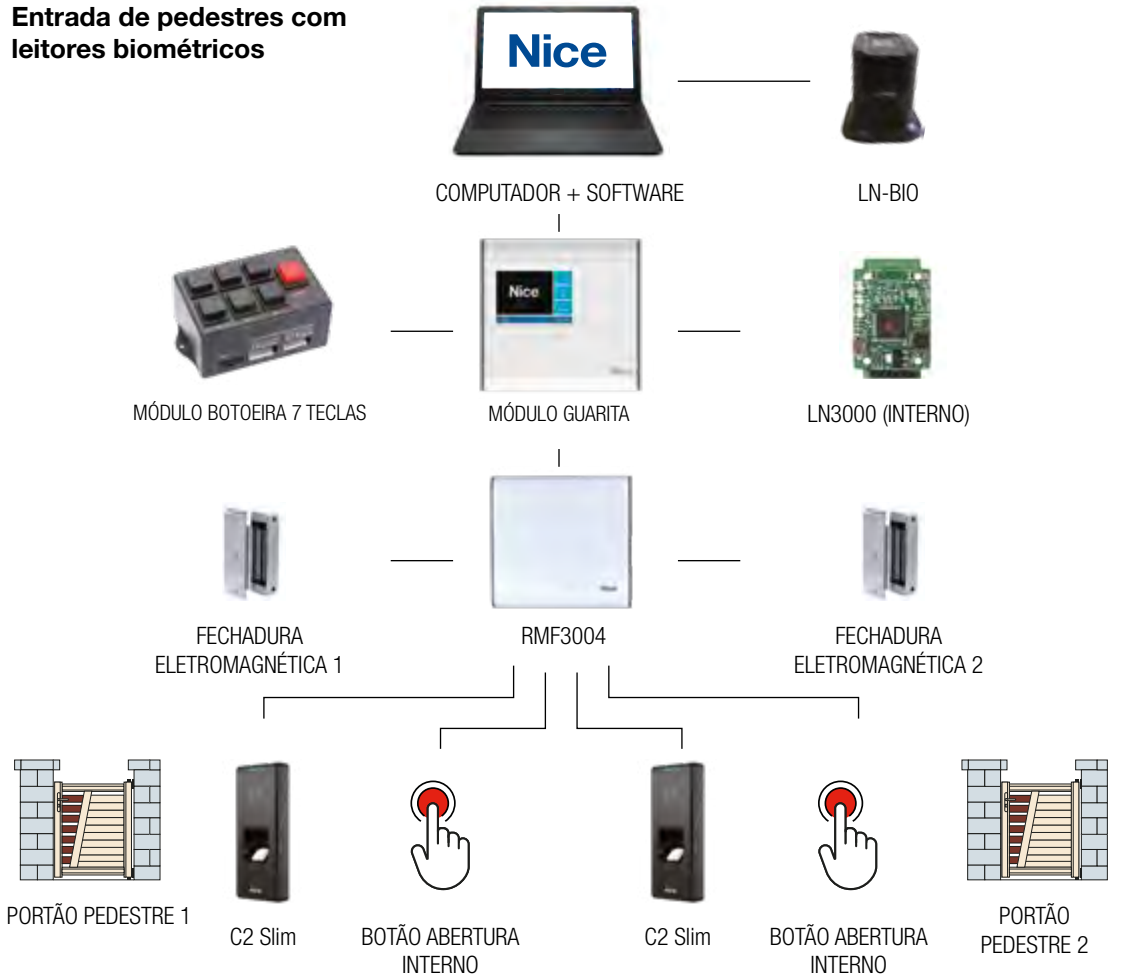 Entrada de pedestres com
leitores biométricos
Nice
COMPUTADOR + SOFTWARE
LN-BIO
Nice
MÓDULO BOTOEIRA 7 TECLAS
MÓDULO GUARITA
LN3000 (INTERNO)
FECHADURA
ELETROMAGNÉTICA 1
RMF3004
FECHADURA
ELETROMAGNÉTICA 2
PORTÃO PEDESTRE 1
C2 Slim
BOTÃO ABERTURA
INTERNO
C2 Slim
BOTÃO ABERTURA
INTERNO
PORTÃO
PEDESTRE 2